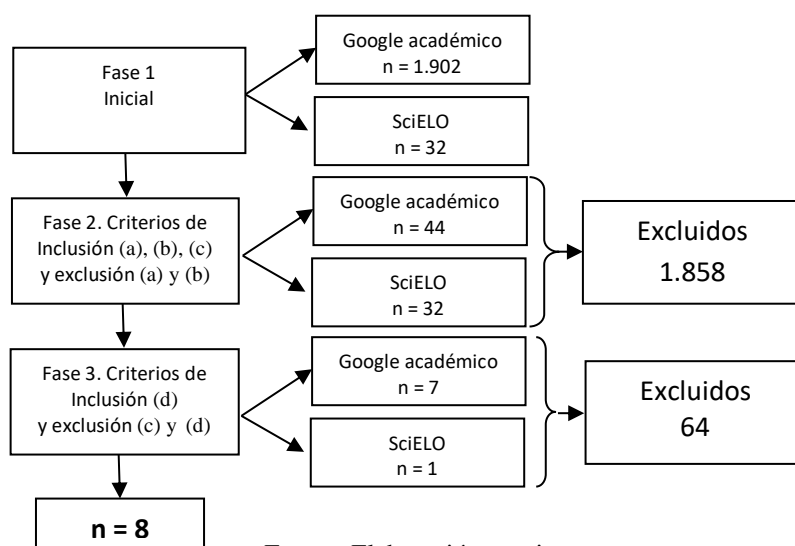 Fase 1
Inicial
Google académico
n = 1.902
SciELO
n = 32
Fase 2. Criterios de
Inclusión (a), (b), (c)
y exclusión (a) y (b)
Google académico
n = 44
SciELO
n = 32
Excluidos
1.858
Fase 3. Criterios de
Inclusión (d)
y exclusión (c) y (d)
Google académico
n = 7
SciELO
n = 1
Excluidos
64
n = 8